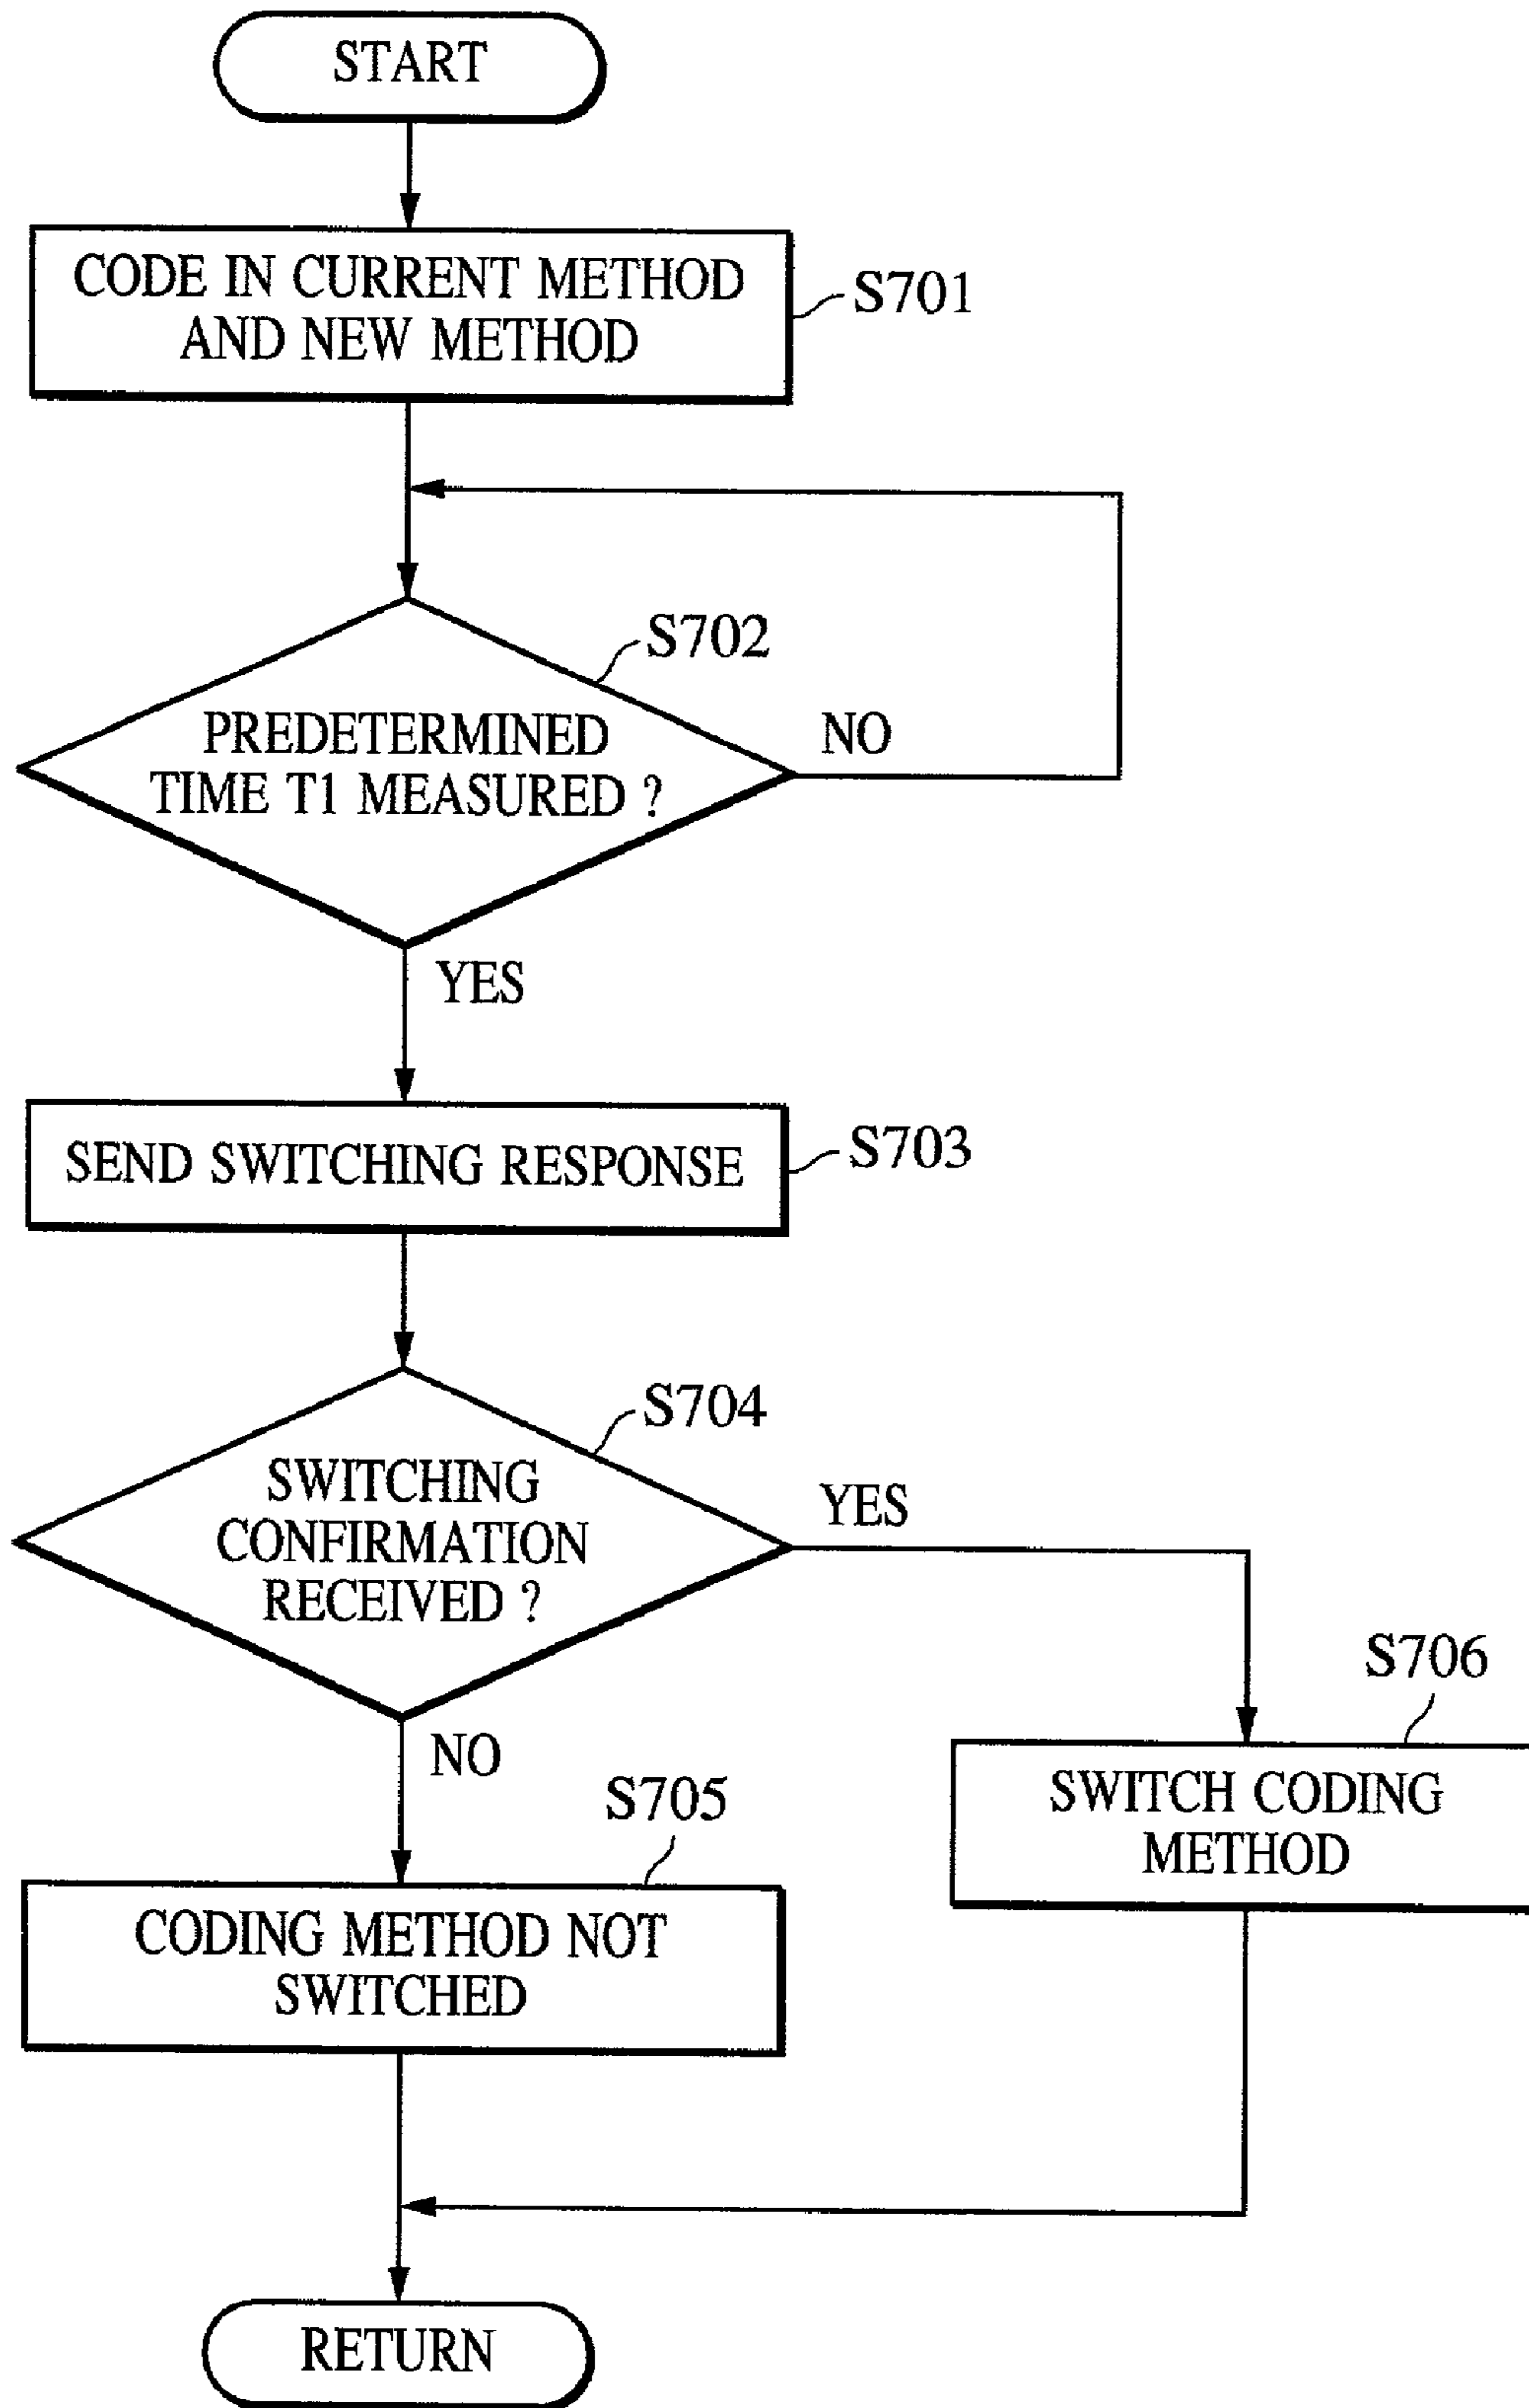 START
CODE IN CURRENT METHOD
AND NEW METHOD
S701
S702
PREDETERMINED
TIME T1 MEASURED ?
NO
YES
SEND SWITCHING RESPONSE
S703
S704
SWITCHING
CONFIRMATION
RECEIVED ?
YES
NO
S706
SWITCH CODING
METHOD
S705
CODING METHOD NOT
SWITCHED
RETURN